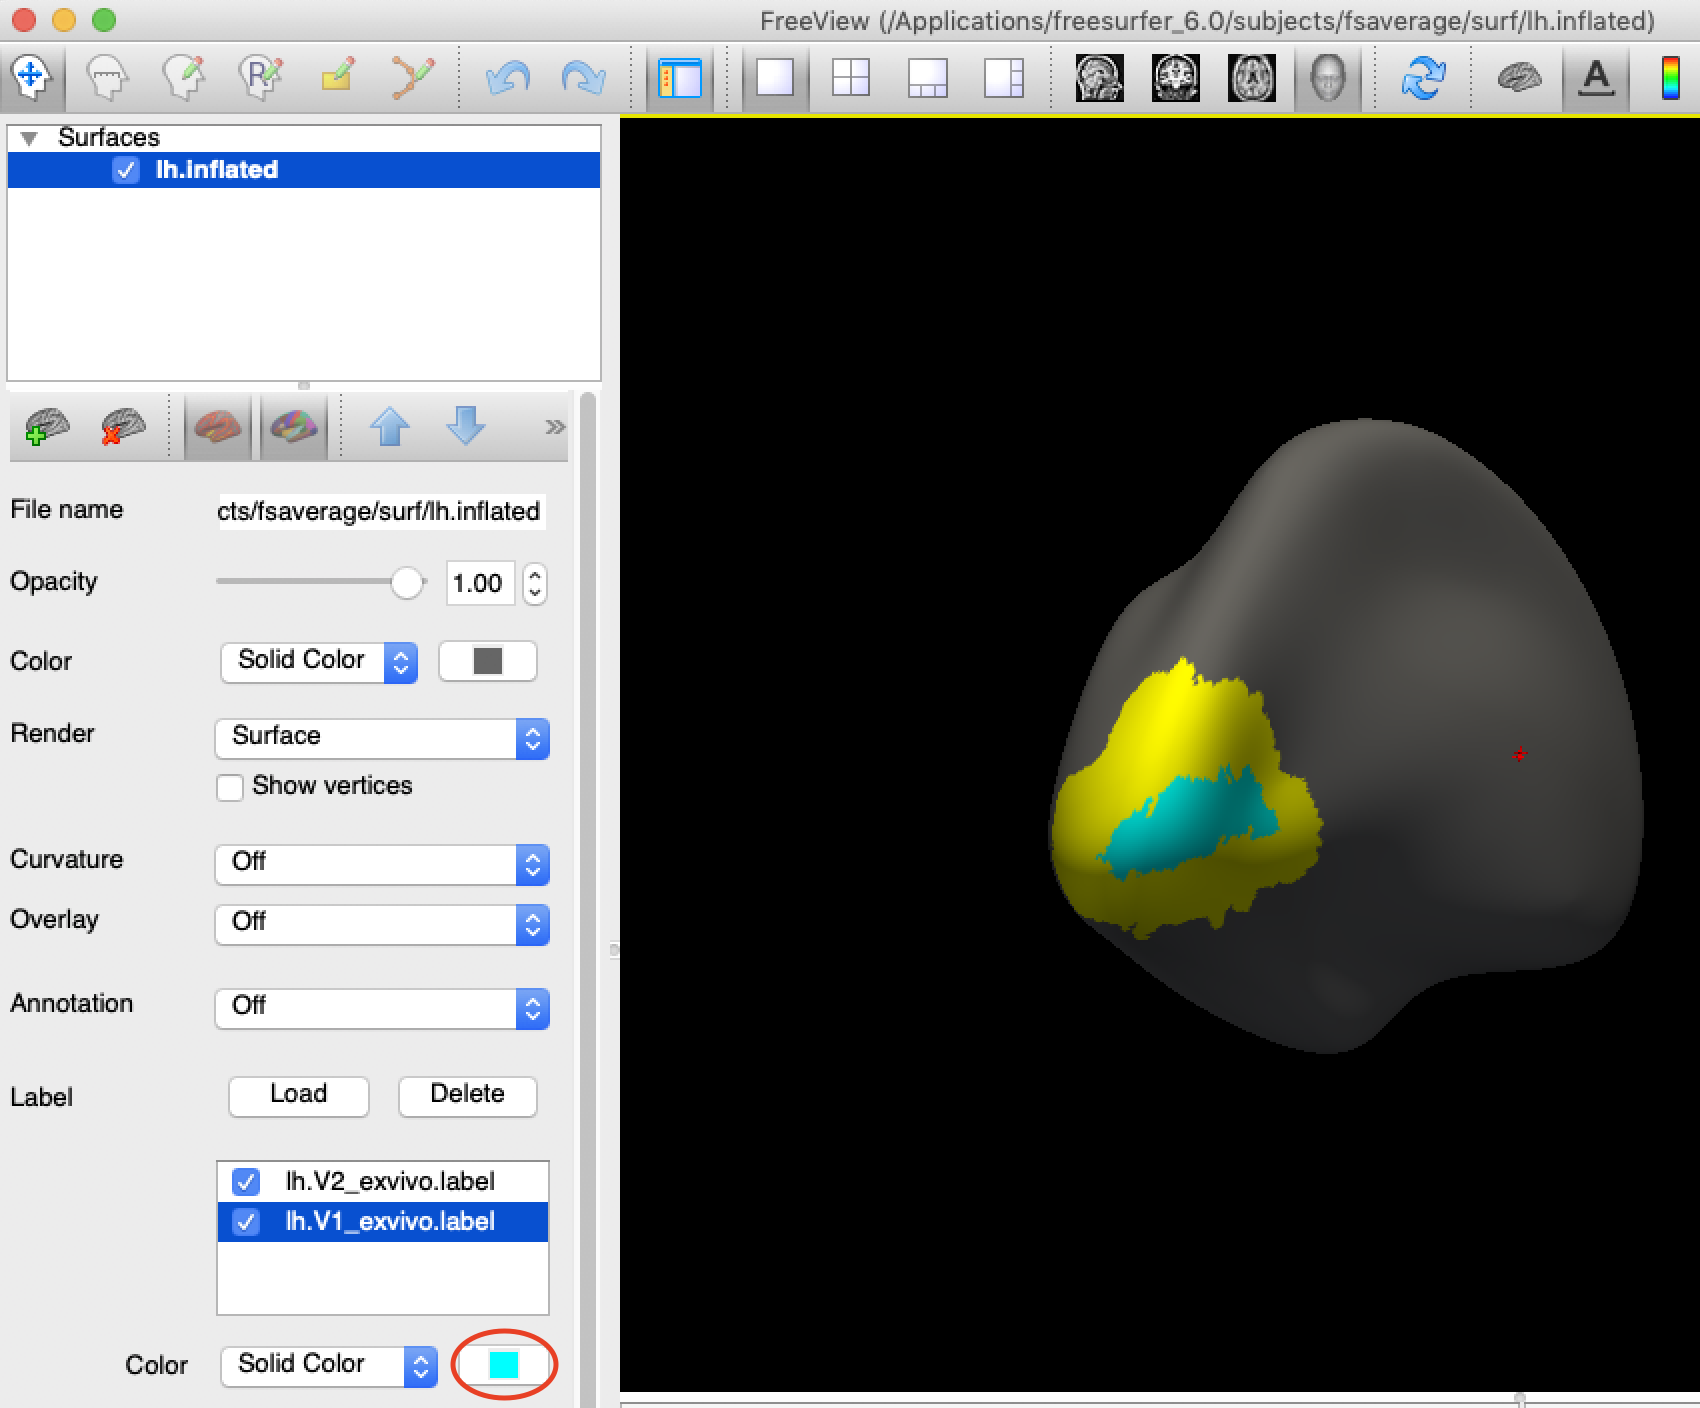 FreeView (/Applications/freesurfer_6.0/subjects/fsaverage/surf/lh.inflated)
R
A
Surfaces
lh.inflated
»
File name cts/fsaverage/surf/lh.inflated
Opacity 1.00
Color Solid Color
Render Surface
Show vertices
Curvature Off
Overlay Off
Annotation Off
Label Load Delete
lh.V2_exvivo.label
lh.V1_exvivo.label
Color Solid Color